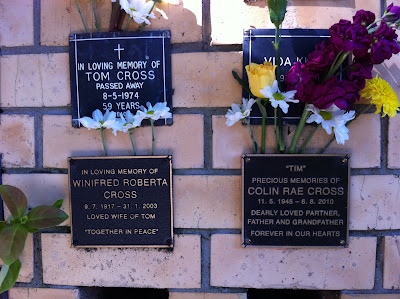 IN LOVING MEMORY OF
TOM CROSS
PASSED AWAY
8-5-1974
59 YEARS
IN LOVING MEMORY OF
WINIFRED ROBERTA
CROSS
9. 7. 1917 - 31. 1. 2003
LOVED WIFE OF TOM
"TOGETHER IN PEACE"
"TIM"
PRECIOUS MEMORIES OF
COLIN RAE CROSS
11. 5. 1945 - 6. 8. 2010
DEARLY LOVED PARTNER,
FATHER AND GRANDFATHER
FOREVER IN OUR HEARTS